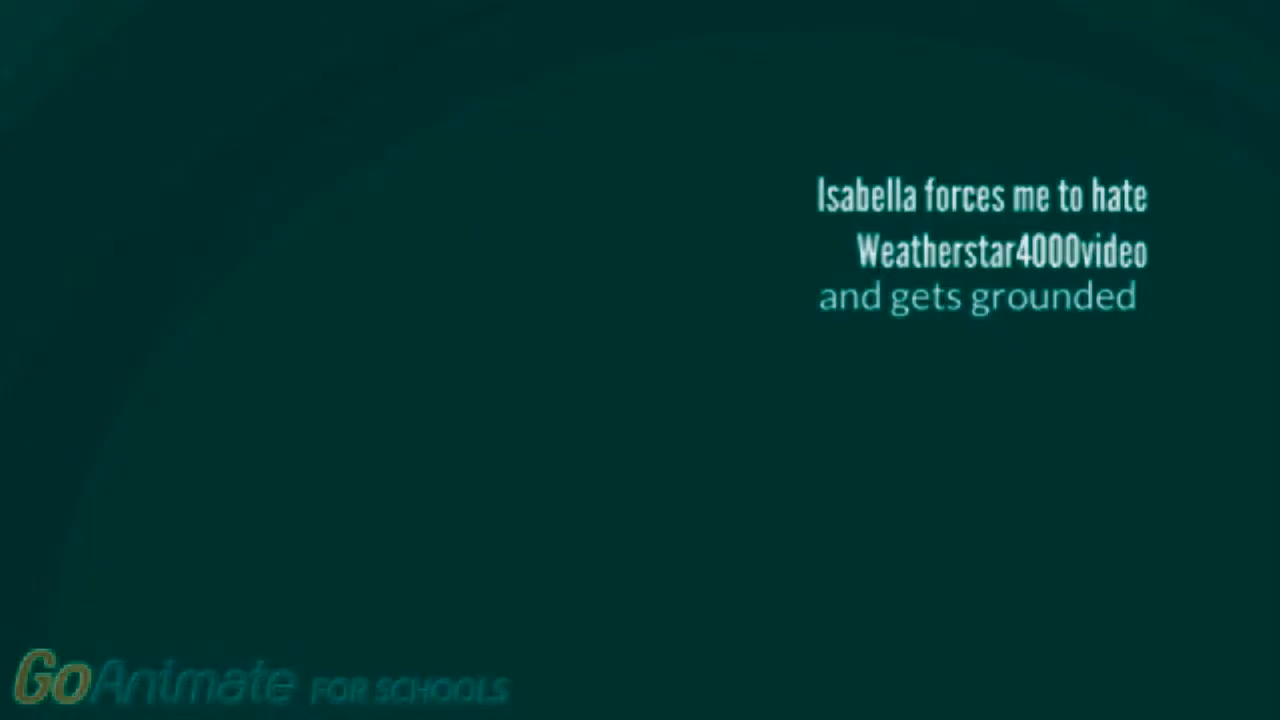 Isabella forces me to hate
Weatherstar4000video
and gets grounded
GoAnimate FOR SCHOOLS